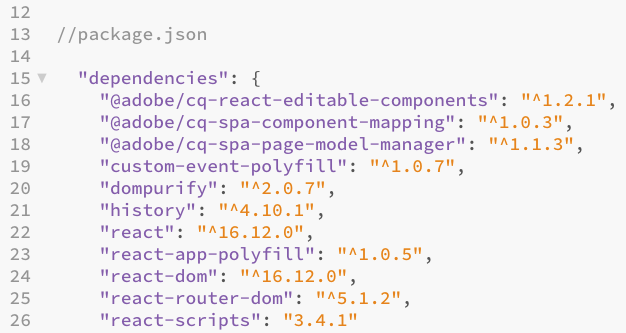 12
13 //package.json
14
15 "dependencies": {
16 "@adobe/cq-react-editable-components": "^1.2.1",
17 "@adobe/cq-spa-component-mapping": "^1.0.3",
18 "@adobe/cq-spa-page-model-manager": "^1.1.3",
19 "custom-event-polyfill": "^1.0.7",
20 "dompurify": "^2.0.7",
21 "history": "^4.10.1",
22 "react": "^16.12.0",
23 "react-app-polyfill": "^1.0.5",
24 "react-dom": "^16.12.0",
25 "react-router-dom": "^5.1.2",
26 "react-scripts": "3.4.1"